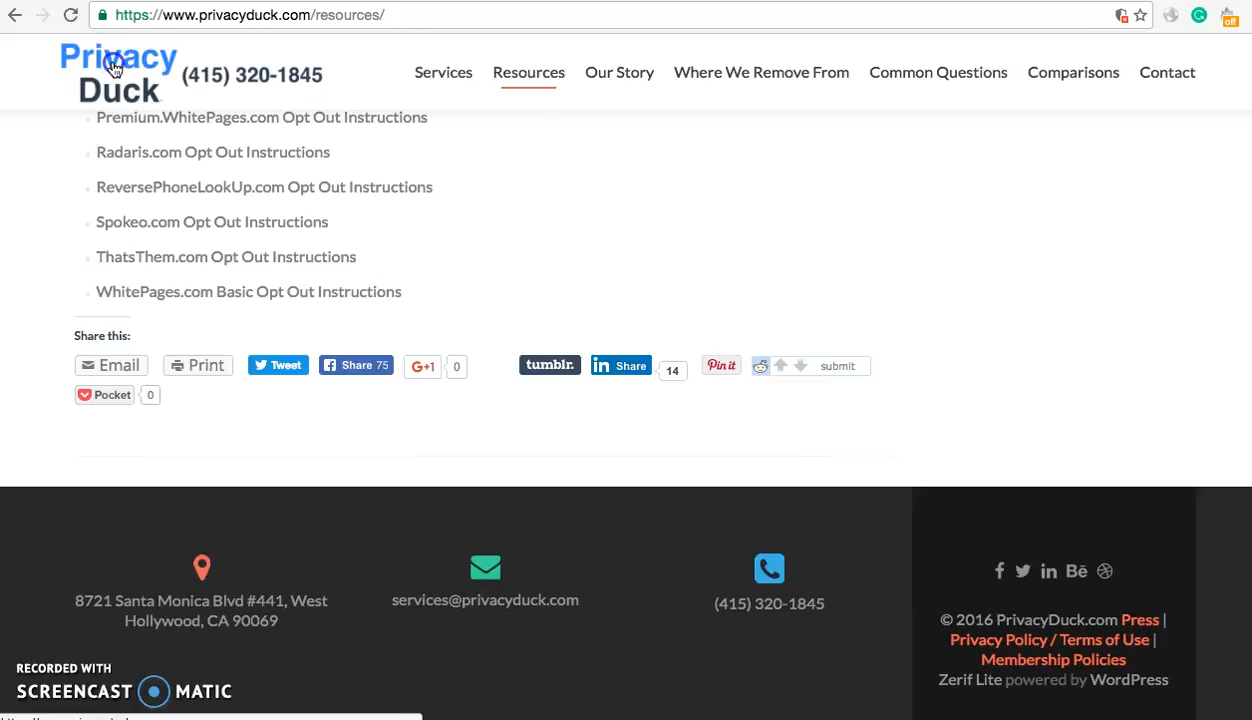 https://www.privacyduck.com/resources/
off
Privacy
Duck
(415) 320-1845
Services
Resources
Our Story
Where We Remove From
Common Questions
Comparisons
Contact
Premium.WhitePages.com Opt Out Instructions
Radaris.com Opt Out Instructions
ReversePhoneLookUp.com Opt Out Instructions
Spokeo.com Opt Out Instructions
ThatsThem.com Opt Out Instructions
WhitePages.com Basic Opt Out Instructions
Share this:
Email
Print
Tweet
Share 75
G+1
0
tumblr.
in Share
14
Pin it
submit
Pocket
0
8721 Santa Monica Blvd #441, West
Hollywood, CA 90069
services@privacyduck.com
(415) 320-1845
Bē
© 2016 PrivacyDuck.com Press |
Privacy Policy / Terms of Use |
Membership Policies
Zerif Lite powered by WordPress
RECORDED WITH
SCREENCAST MATIC